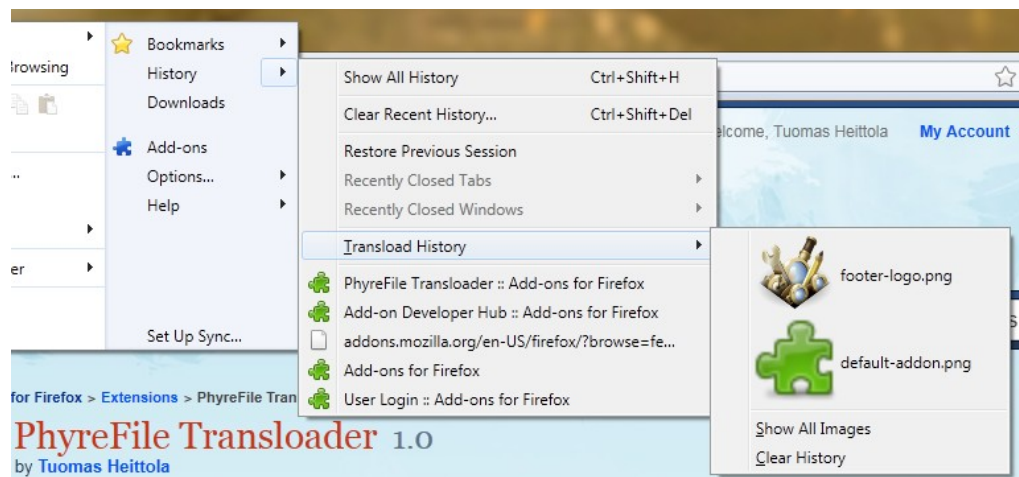 Browsing
...
er
Bookmarks
History
Downloads
Add-ons
Options...
Help
Set Up Sync...
Show All History Ctrl+Shift+H
Clear Recent History... Ctrl+Shift+Del
Restore Previous Session
Recently Closed Tabs
Recently Closed Windows
Transload History
PhyreFile Transloader :: Add-ons for Firefox
Add-on Developer Hub :: Add-ons for Firefox
addons.mozilla.org/en-US/firefox/?browse=fe...
Add-ons for Firefox
User Login :: Add-ons for Firefox
footer-logo.png
default-addon.png
Show All Images
Clear History
elcome, Tuomas Heittola My Account
for Firefox > Extensions > PhyreFile Tran
PhyreFile Transloader 1.0
by Tuomas Heittola